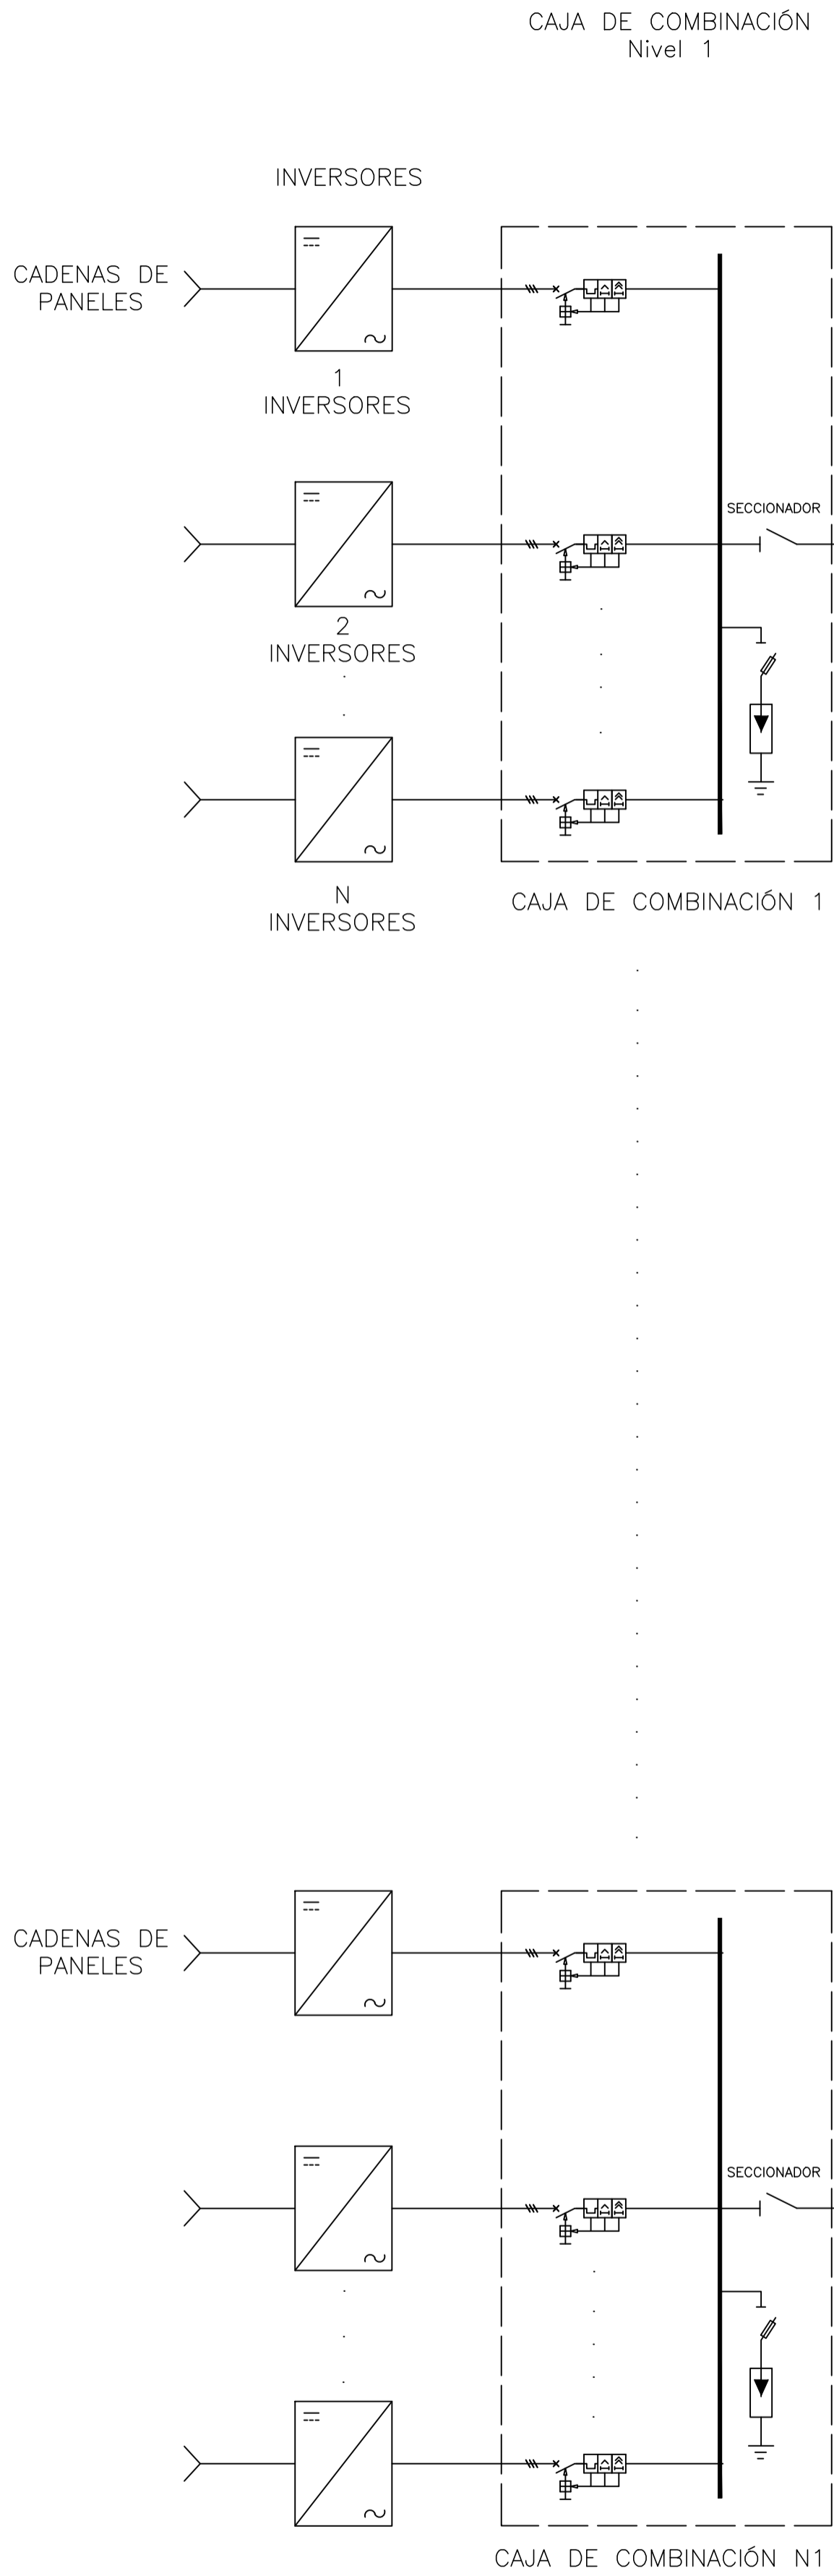 CAJA DE COMBINACIÓN
Nivel 1
INVERSORES
CADENAS DE
PANELES
1
INVERSORES
SECCIONADOR
2
INVERSORES
N
INVERSORES
CAJA DE COMBINACIÓN 1
CADENAS DE
PANELES
SECCIONADOR
CAJA DE COMBINACIÓN N1